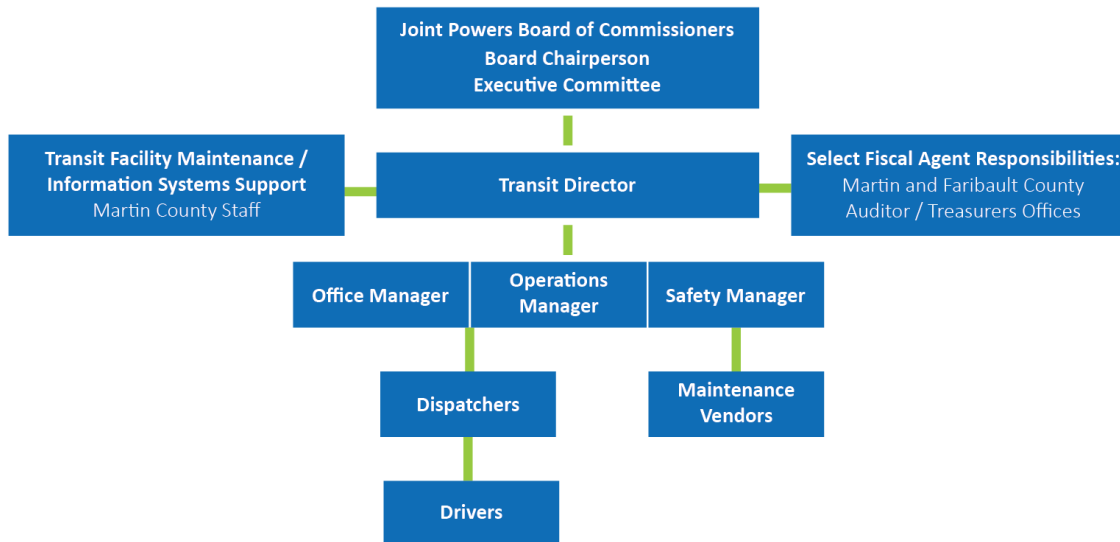 Joint Powers Board of Commissioners
Board Chairperson
Executive Committee
Transit Facility Maintenance /
Information Systems Support
Martin County Staff
Transit Director
Select Fiscal Agent Responsibilities:
Martin and Faribault County
Auditor / Treasurers Offices
Office Manager
Operations
Manager
Safety Manager
Dispatchers
Maintenance
Vendors
Drivers